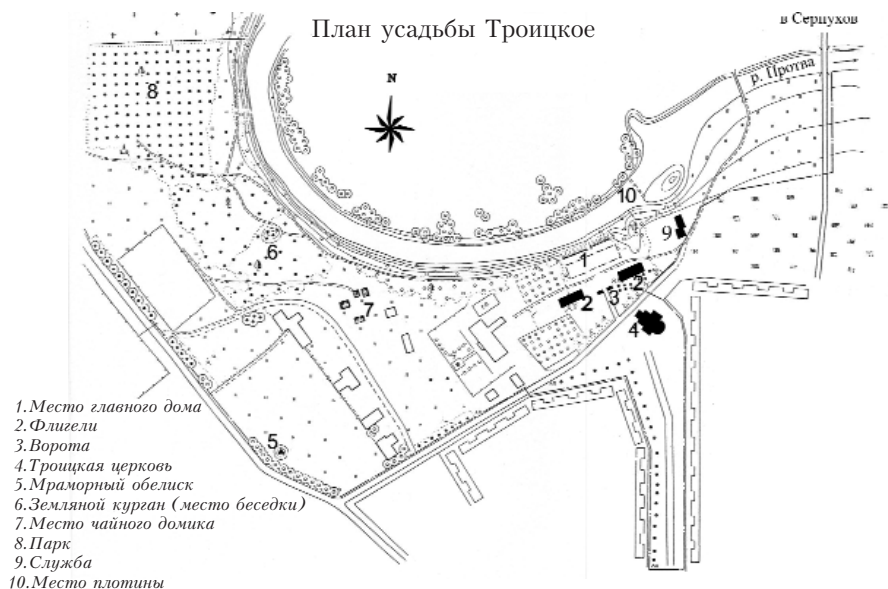 План усадьбы Троицкое
в Серпухов
р. Протва
N
8
10
9
6
1
2
7
2
3
4
5
1.Место главного дома
2.Флигели
3.Ворота
4.Троицкая церковь
5.Мраморный обелиск
6.Земляной курган (место беседки)
7.Место чайного домика
8.Парк
9.Служба
10.Место плотины